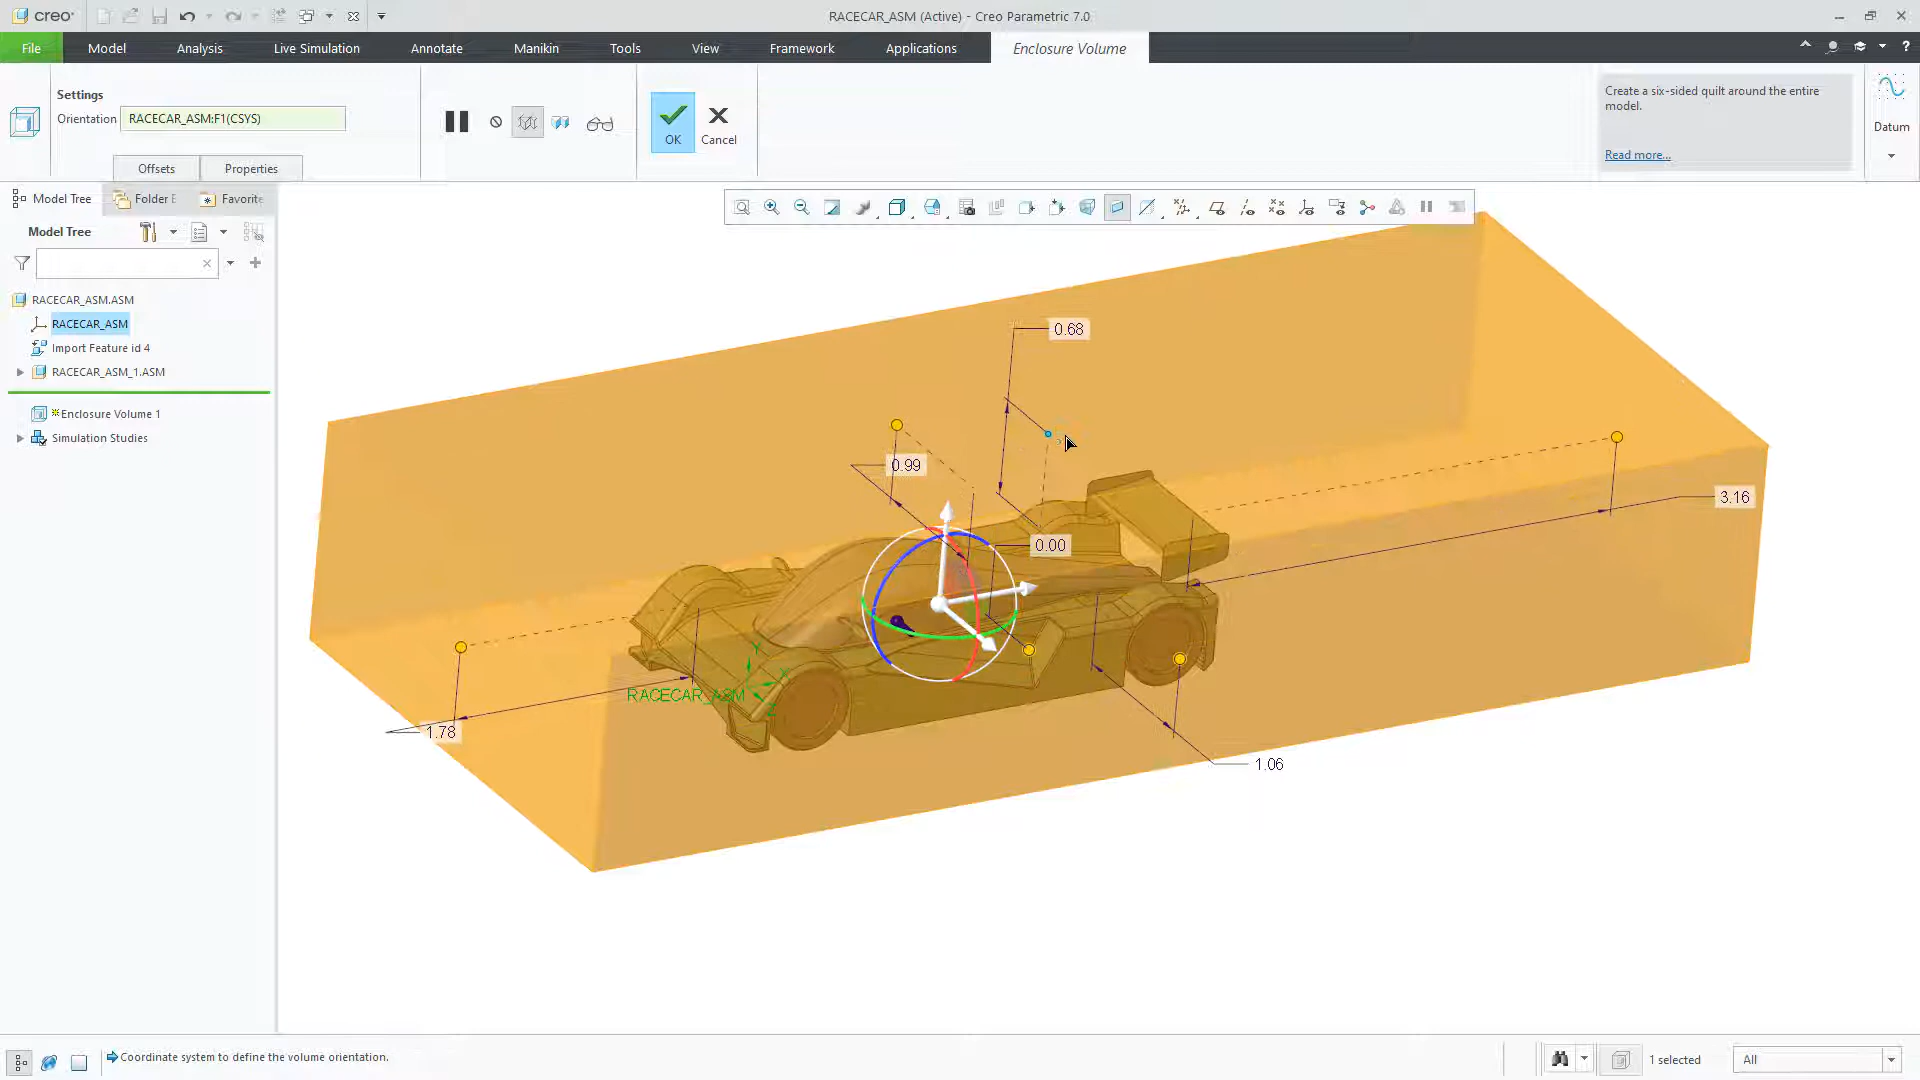 creo
RACECAR_ASM (Active) - Creo Parametric 7.0
File Model Analysis Live Simulation Annotate Manikin Tools View Framework Applications Enclosure Volume
Settings
Orientation RACECAR_ASM:F1(CSYS)
OK Cancel
Offsets Properties
Create a six-sided quilt around the entire
model.
Read more...
Datum
Model Tree Folder Favorite
Model Tree
RACECAR_ASM.ASM
RACECAR_ASM
Import Feature id 4
RACECAR_ASM_1.ASM
Enclosure Volume 1
Simulation Studies
0.68
0.99
3.16
0.00
Y
X
RACECAR_ASM
Z
1.78
1.06
Coordinate system to define the volume orientation.
1 selected
All